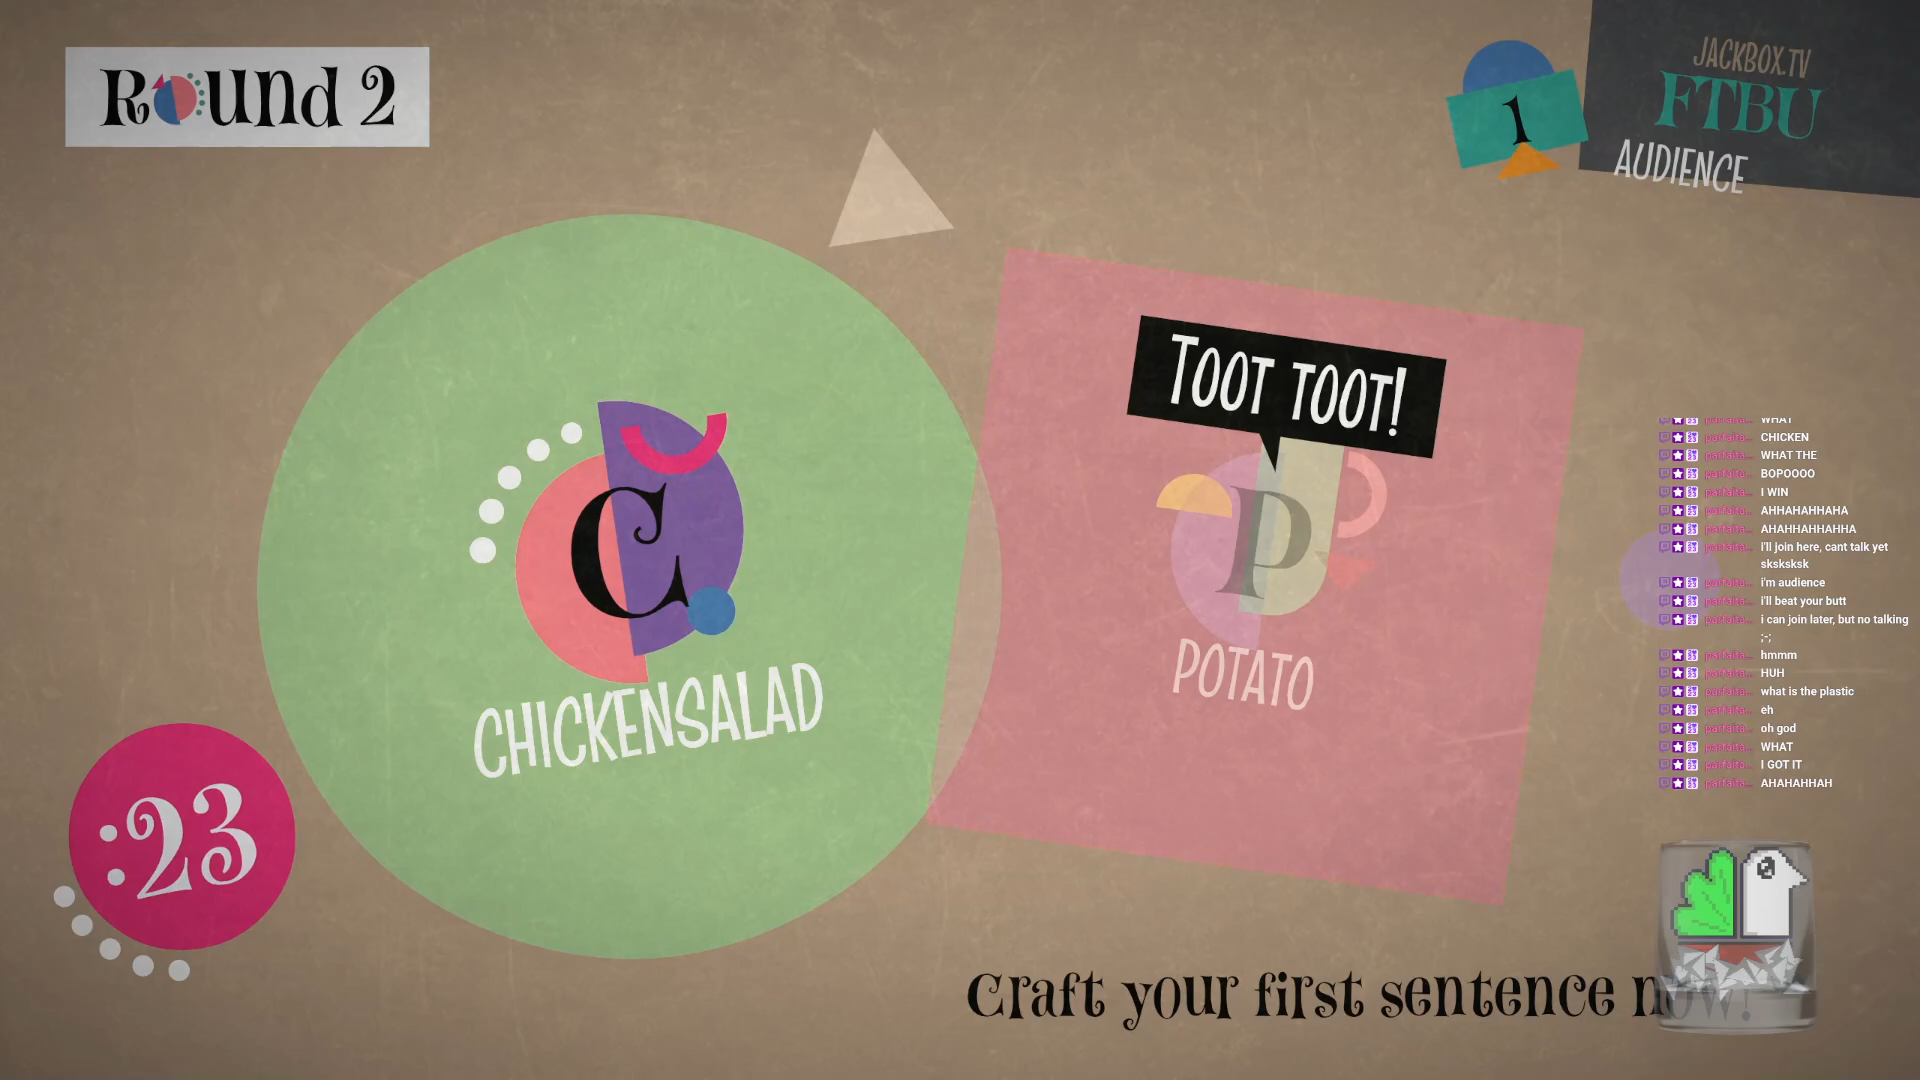 Round 2
1
JACKBOX.TV
FTBU
AUDIENCE
TOOT TOOT!
C
CHICKENSALAD
P
POTATO
:23
Craft your first sentence now!
WHAT
CHICKEN
WHAT THE
BOPOOOO
I WIN
AHHAHAHHAHA
AHAHHAHHAHHA
i'll join here, cant talk yet
sksksksk
i'm audience
i'll beat your butt
i can join later, but no talking
;-;
hmmm
HUH
what is the plastic
eh
oh god
WHAT
I GOT IT
AHAHAHHAH